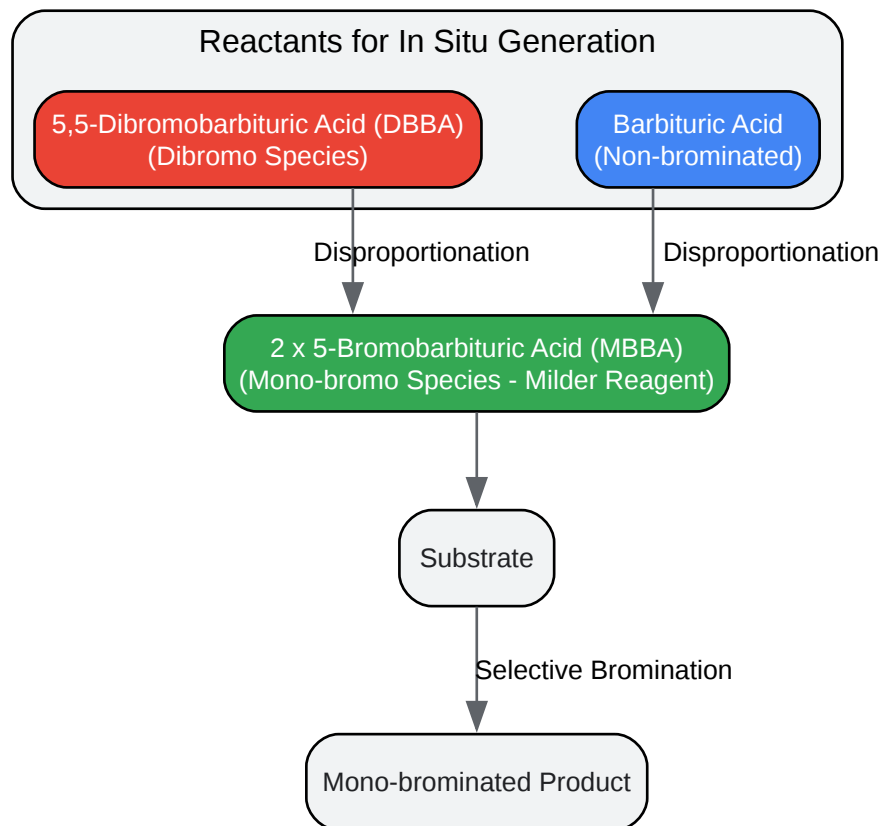 Reactants for In Situ Generation
5,5-Dibromobarbituric Acid (DBBA)
(Dibromo Species)
Barbituric Acid
(Non-brominated)
Disproportionation
Disproportionation
2 x 5-Bromobarbituric Acid (MBBA)
(Mono-bromo Species - Milder Reagent)
Substrate
Selective Bromination
Mono-brominated Product